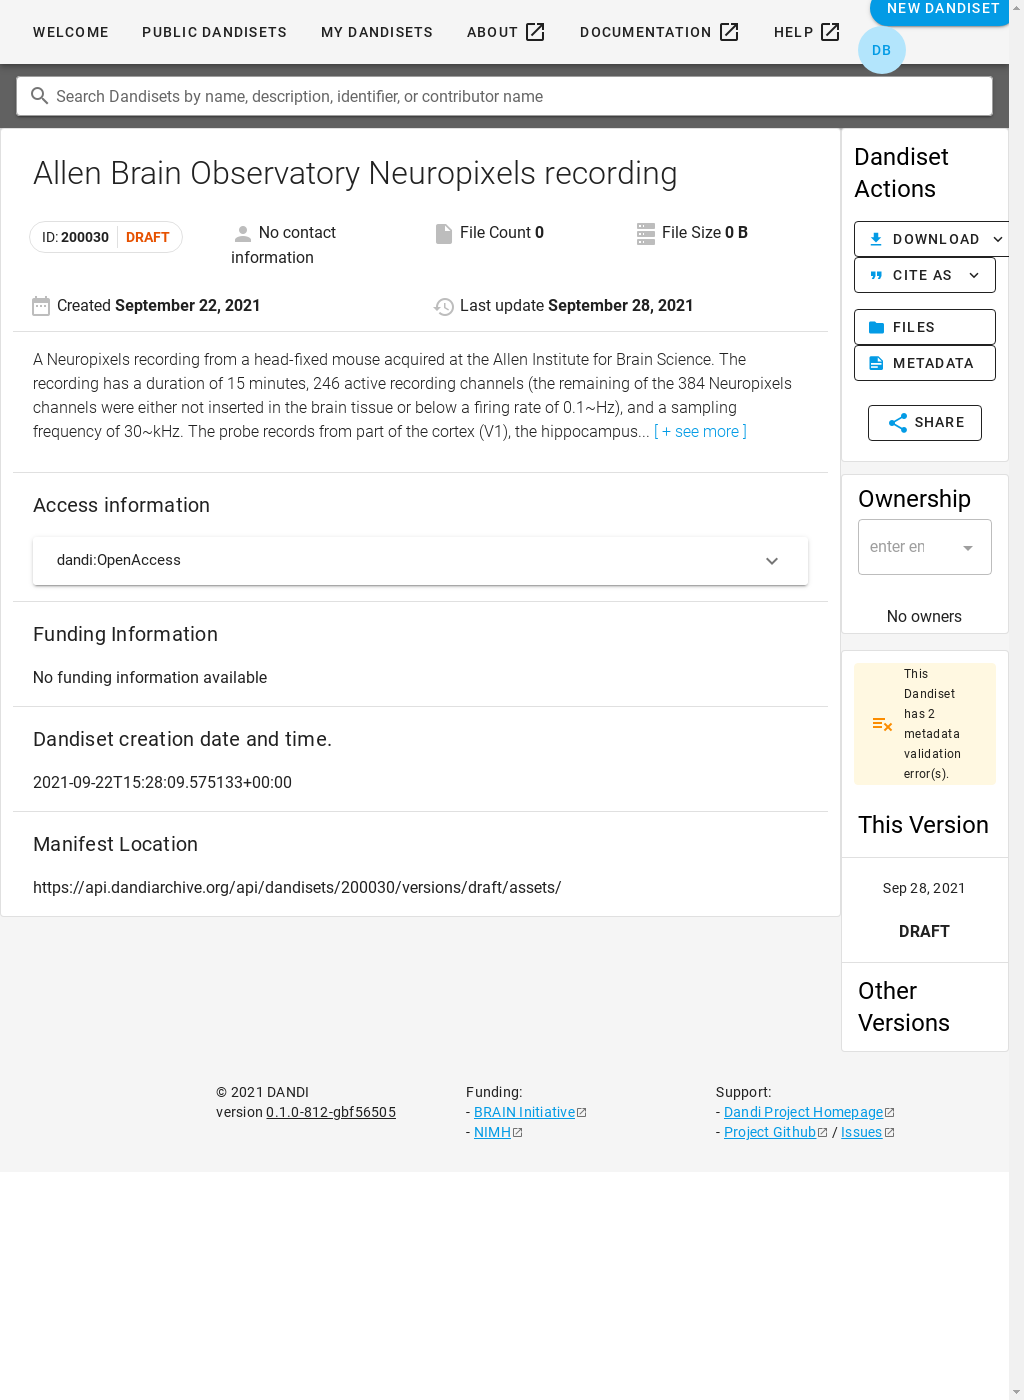 WELCOME
PUBLIC DANDISETS
MY DANDISETS
ABOUT
DOCUMENTATION
HELP
NEW DANDISET
DB
Search Dandisets by name, description, identifier, or contributor name
Allen Brain Observatory Neuropixels recording
ID: 200030 DRAFT
No contact
information
File Count 0
File Size 0 B
Created September 22, 2021
Last update September 28, 2021
A Neuropixels recording from a head-fixed mouse acquired at the Allen Institute for Brain Science. The
recording has a duration of 15 minutes, 246 active recording channels (the remaining of the 384 Neuropixels
channels were either not inserted in the brain tissue or below a firing rate of 0.1~Hz), and a sampling
frequency of 30~kHz. The probe records from part of the cortex (V1), the hippocampus... [ + see more ]
Access information
dandi:OpenAccess
Funding Information
No funding information available
Dandiset creation date and time.
2021-09-22T15:28:09.575133+00:00
Manifest Location
https://api.dandiarchive.org/api/dandisets/200030/versions/draft/assets/
Dandiset
Actions
DOWNLOAD
CITE AS
FILES
METADATA
SHARE
Ownership
enter en
No owners
This
Dandiset
has 2
metadata
validation
error(s).
This Version
Sep 28, 2021
DRAFT
Other
Versions
© 2021 DANDI
version 0.1.0-812-gbf56505
Funding:
- BRAIN Initiative
- NIMH
Support:
- Dandi Project Homepage
- Project Github / Issues